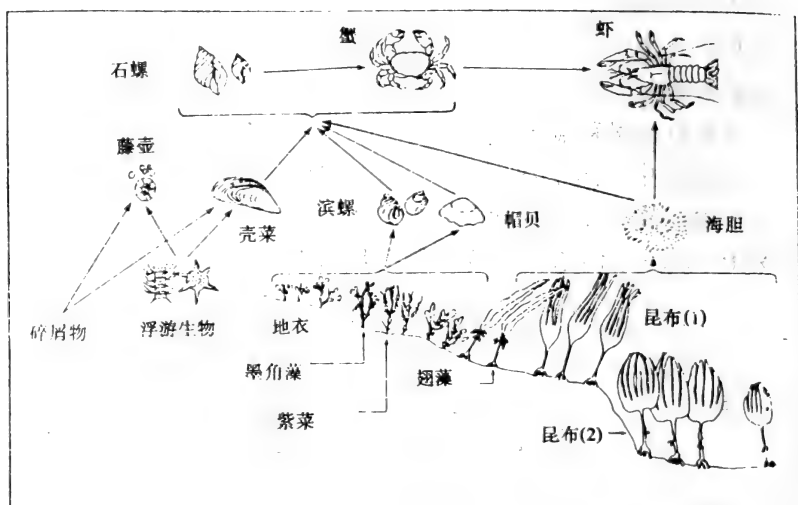 蟹
虾
石螺
藤壶
壳菜
滨螺
帽贝
海胆
碎屑物
浮游生物
地衣
昆布(1)
墨角藻
翅藻
紫菜
昆布(2)